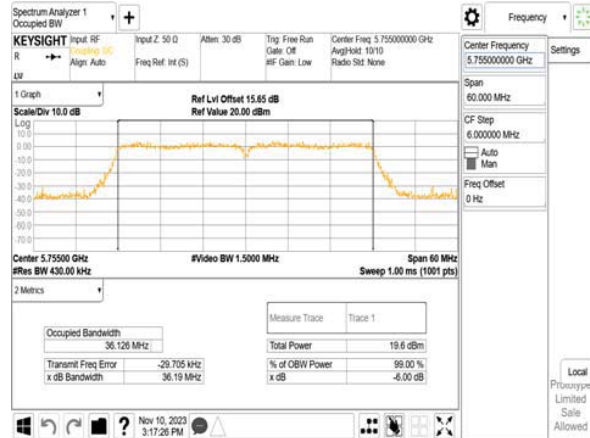 Spectrum Analyzer 1
Occupied BW
Frequency
KEYSIGHT
Input: RF
Coupling: DC
Align: Auto
Input Z: 50 Ω
Freq Ref: Int (S)
Atten: 30 dB
Trig: Free Run
Gate: Off
#IF Gain: Low
Center Freq: 5.755000000 GHz
Avg|Hold: 10/10
Radio Std: None
R
Center Frequency
5.755000000 GHz
Settings
Span
60.000 MHz
CF Step
6.000000 MHz
Auto
Man
Freq Offset
0 Hz
1 Graph
Scale/Div 10.0 dB
Ref Lvl Offset 15.65 dB
Ref Value 20.00 dBm
Log
10.0
0.00
-10.0
-20.0
-30.0
-40.0
-50.0
-60.0
-70.0
Center 5.75500 GHz
#Res BW 430.00 kHz
#Video BW 1.5000 MHz
Span 60 MHz
Sweep 1.00 ms (1001 pts)
2 Metrics
Measure Trace
Trace 1
Occupied Bandwidth
36.126 MHz
Total Power
19.6 dBm
Transmit Freq Error
-29.705 kHz
% of OBW Power
99.00 %
x dB Bandwidth
36.19 MHz
x dB
-6.00 dB
Local
Prototype
Limited
Sale
Allowed
?
Nov 10, 2023
3:17:26 PM